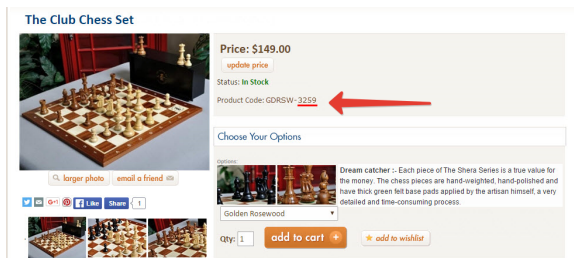 The Club Chess Set
Price: $149.00
update price
Status: In Stock
Product Code: GDRSW-3259
Choose Your Options
larger photo
email a friend
Options
Dream catcher :- Each piece of The Shera Series is a true value for
the money. The chess pieces are hand-weighted, hand-polished and
have thick green felt base pads applied by the artisan himself, a very
detailed and time-consuming process.
G+1
Like
Share
1
Golden Rosewood
Qty: 1
add to cart +
add to wishlist